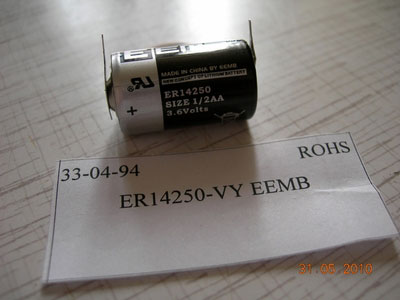 MADE IN CHINA BY EEMB
ER14250
SIZE 1/2AA
3.6Volts
+
33-04-94
ROHS
ER14250-VY EEMB
31.05.2010